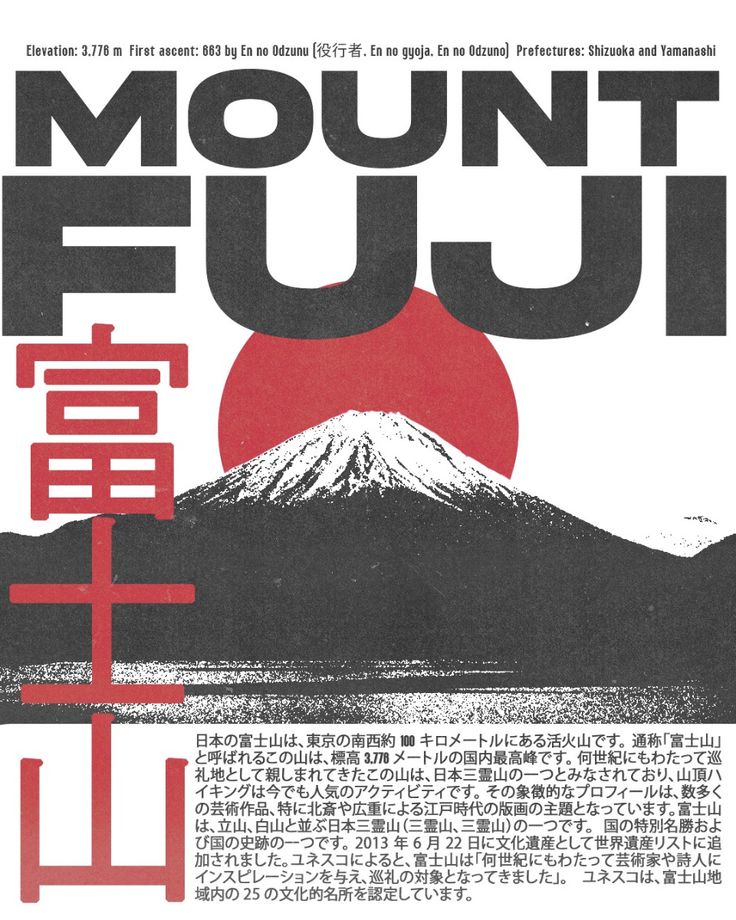 Elevation: 3.776 m First ascent: 663 by En no Odzunu (役行者, En no gyoja, En no Odzuno) Prefectures: Shizuoka and Yamanashi
MOUNT
FUJI
富士山
日本の富士山は、東京の南西約 100 キロメートルにある活火山です。 通称「富士山」
と呼ばれるこの山は、標高 3,776 メートルの国内最高峰です。 何世紀にもわたって巡
礼地として親しまれてきたこの山は、日本三霊山の一つとみなされており、山頂ハ
イキングは今でも人気のアクティビティです。 その象徴的なプロフィールは、数多く
の芸術作品、特に北斎や広重による江戸時代の版画の主題となっています。富士山
は、立山、白山と並ぶ日本三霊山（三霊山、三霊山）の一つです。 国の特別名勝およ
び国の史跡の一つです。 2013 年 6 月 22 日に文化遺産として世界遺産リストに追
加されました。ユネスコによると、富士山は「何世紀にもわたって芸術家や詩人に
インスピレーションを与え、巡礼の対象となってきました」。 ユネスコは、富士山地
域内の 25 の文化的名所を認定しています。